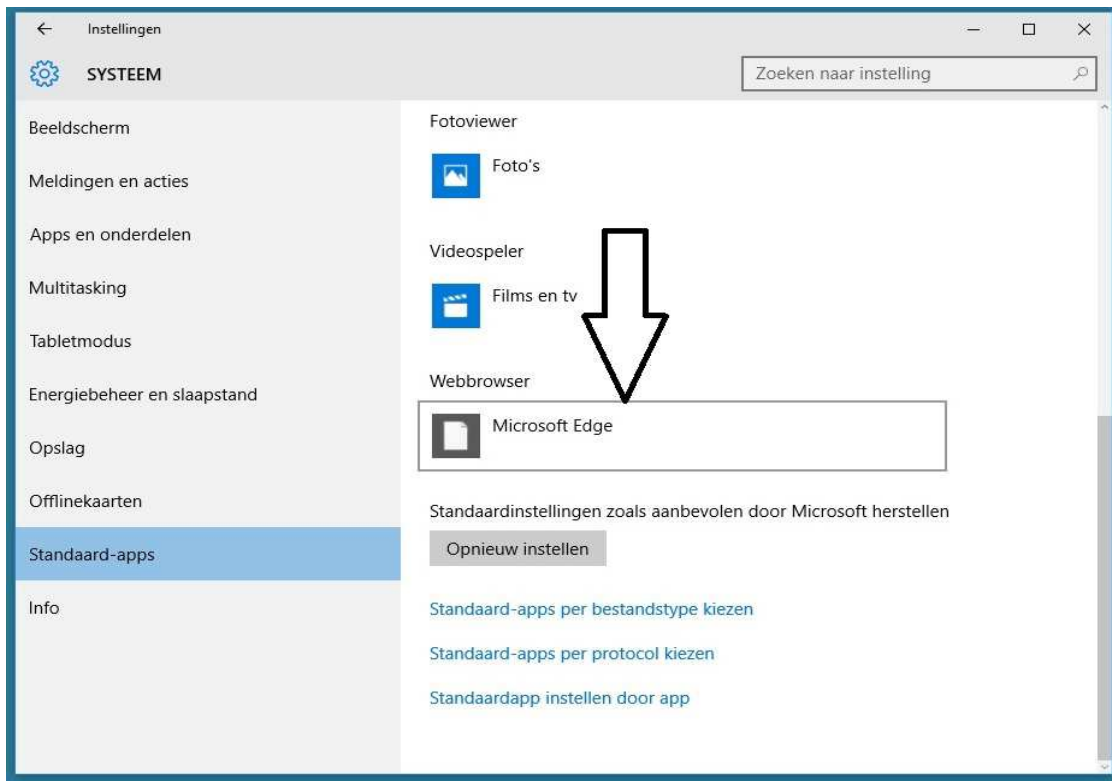 Instellingen
SYSTEEM
Zoeken naar instelling
Beeldscherm
Meldingen en acties
Apps en onderdelen
Multitasking
Tabletmodus
Energiebeheer en slaapstand
Opslag
Offlinekaarten
Standaard-apps
Info
Fotoviewer
Foto's
Videospeler
Films en tv
Webbrowser
Microsoft Edge
Standaardinstellingen zoals aanbevolen door Microsoft herstellen
Opnieuw instellen
Standaard-apps per bestandstype kiezen
Standaard-apps per protocol kiezen
Standaardapp instellen door app